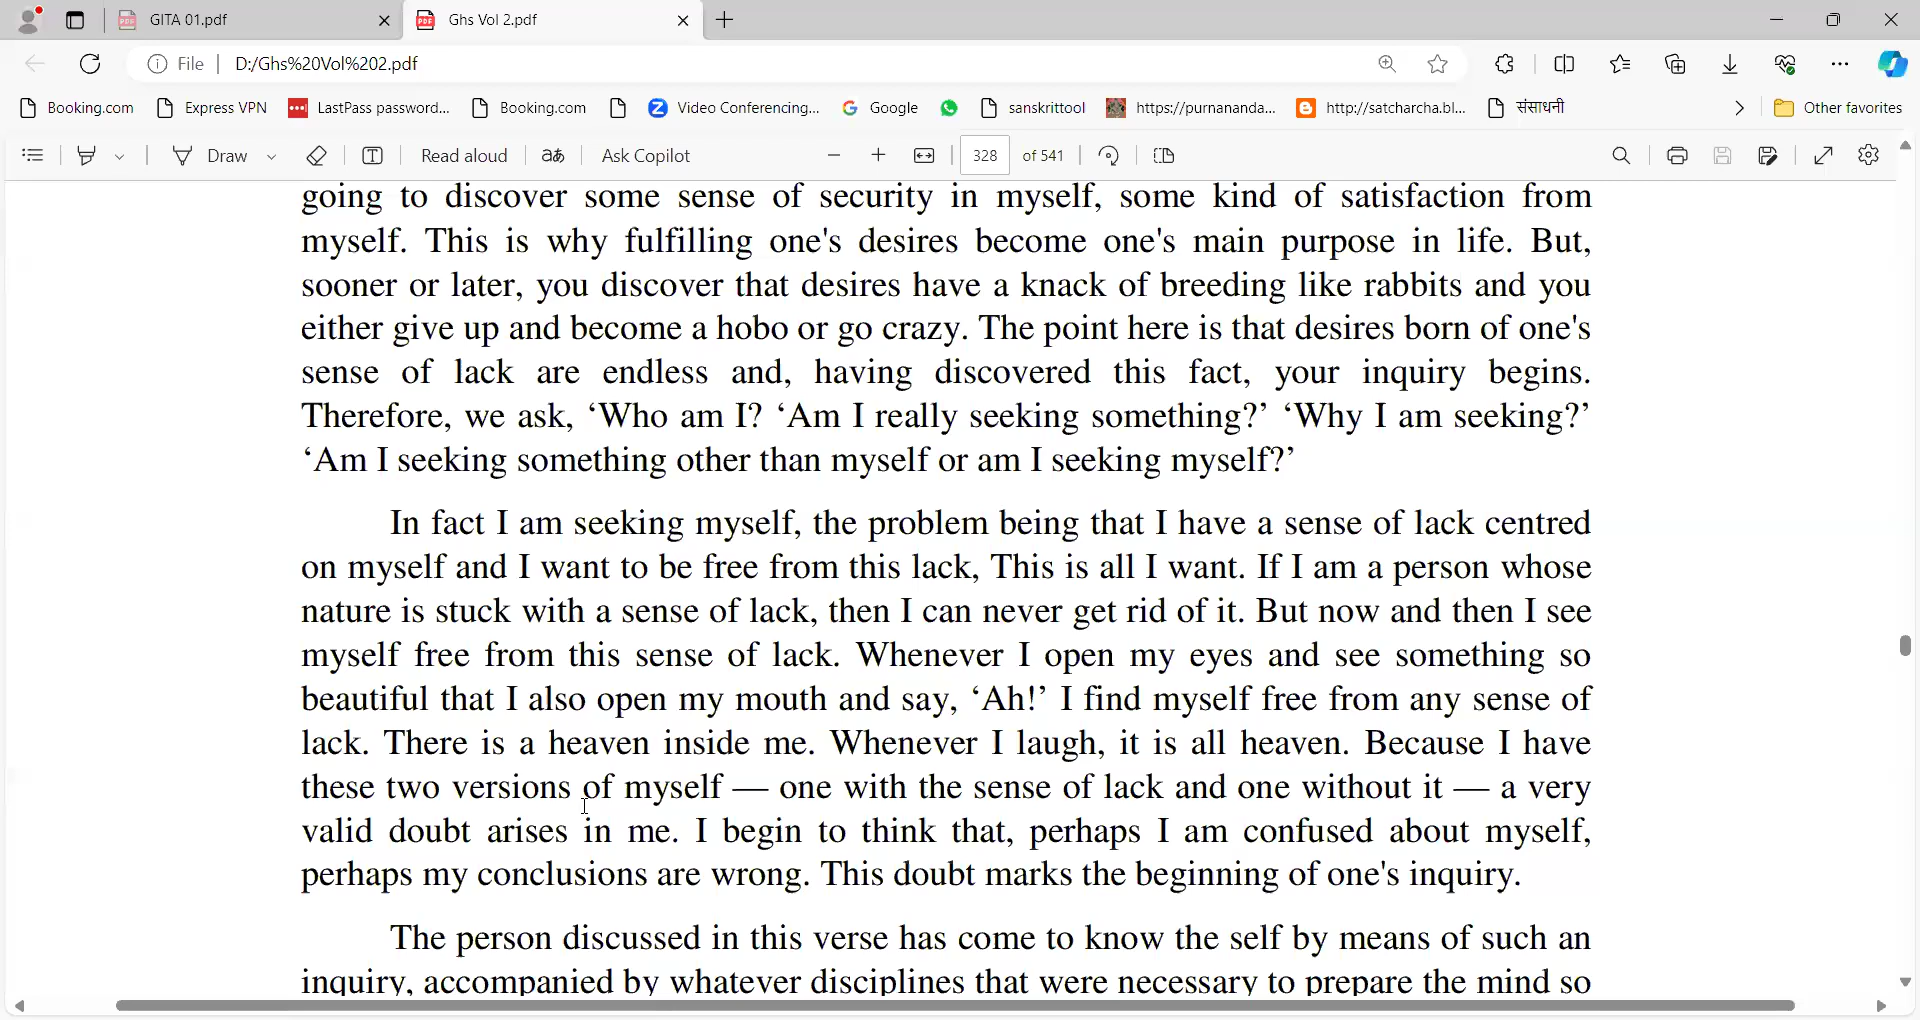 GITA 01.pdf
Ghs Vol 2.pdf
File
D:/Ghs%20Vol%202.pdf
Booking.com
Express VPN
LastPass password...
Booking.com
Video Conferencing...
Google
sanskrittool
https://purnananda...
http://satcharcha.bl...
संसाधनी
Other favorites
Draw
Read aloud
aあ
Ask Copilot
328 of 541
going to discover some sense of security in myself, some kind of satisfaction from
myself. This is why fulfilling one's desires become one's main purpose in life. But,
sooner or later, you discover that desires have a knack of breeding like rabbits and you
either give up and become a hobo or go crazy. The point here is that desires born of one's
sense of lack are endless and, having discovered this fact, your inquiry begins.
Therefore, we ask, ‘Who am I? ‘Am I really seeking something?’ ‘Why I am seeking?’
‘Am I seeking something other than myself or am I seeking myself?’
In fact I am seeking myself, the problem being that I have a sense of lack centred
on myself and I want to be free from this lack, This is all I want. If I am a person whose
nature is stuck with a sense of lack, then I can never get rid of it. But now and then I see
myself free from this sense of lack. Whenever I open my eyes and see something so
beautiful that I also open my mouth and say, ‘Ah!’ I find myself free from any sense of
lack. There is a heaven inside me. Whenever I laugh, it is all heaven. Because I have
these two versions of myself — one with the sense of lack and one without it — a very
valid doubt arises in me. I begin to think that, perhaps I am confused about myself,
perhaps my conclusions are wrong. This doubt marks the beginning of one's inquiry.
The person discussed in this verse has come to know the self by means of such an
inquiry, accompanied by whatever disciplines that were necessary to prepare the mind so